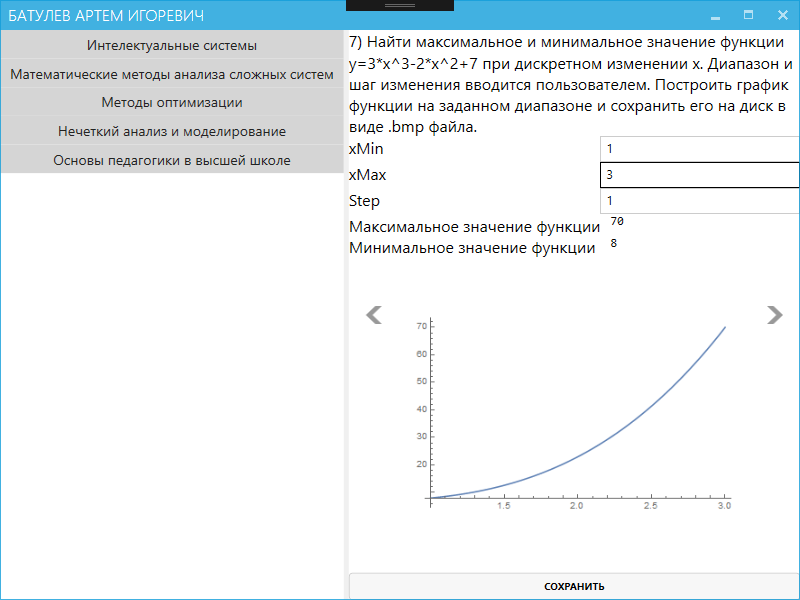 БАТУЛЕВ АРТЕМ ИГОРЕВИЧ
Интелектуальные системы
Математические методы анализа сложных систем
Методы оптимизации
Нечеткий анализ и моделирование
Основы педагогики в высшей школе
7) Найти максимальное и минимальное значение функции
y=3*x^3-2*x^2+7 при дискретном изменении x. Диапазон и
шаг изменения вводится пользователем. Построить график
функции на заданном диапазоне и сохранить его на диск в
виде .bmp файла.
xMin 1
xMax 3
Step 1
Максимальное значение функции 70
Минимальное значение функции 8
70
60
50
40
30
20
1.5 2.0 2.5 3.0
СОХРАНИТЬ